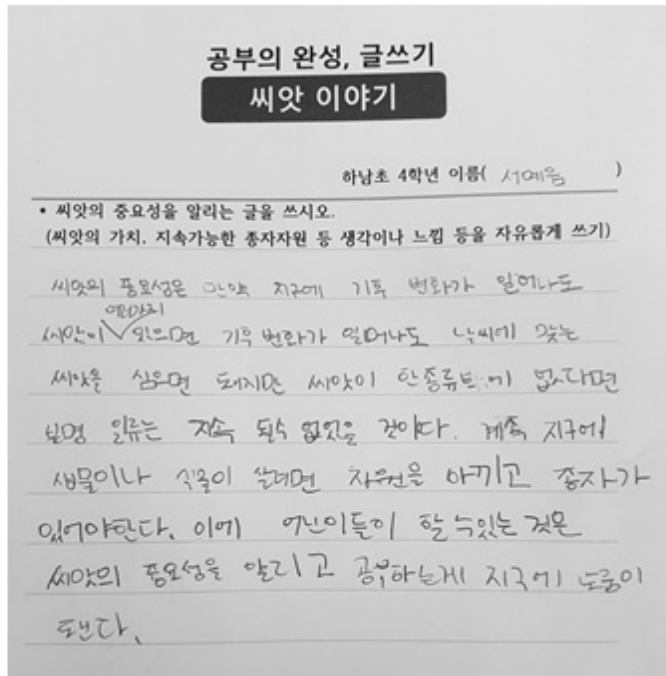 공부의 완성, 글쓰기
씨앗 이야기
하남초 4학년 이름( 서예음 )
• 씨앗의 중요성을 알리는 글을 쓰시오.
(씨앗의 가치, 지속가능한 종자자원 등 생각이나 느낌 등을 자유롭게 쓰기)
씨앗의 중요성은 만약 지구에 기후 변화가 일어나도
여러가지
씨앗이 있으면 기후변화가 일어나도 날씨에 맞는
씨앗을 심으면 돼지만 씨앗이 한종류밖에 없다면
분명 인류는 지속 될수 없었을 것이다. 계속 지구에
생물이나 식물이 살려면 자원을 아끼고 종자가
있어야한다. 이에 어린이들이 할 수있는 것은
씨앗의 중요성을 알리고 공부하는게 지구에 도움이
된다.